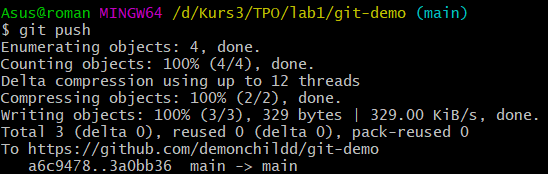 Asus@roman MINGW64 /d/Kurs3/TPO/lab1/git-demo (main)
$ git push
Enumerating objects: 4, done.
Counting objects: 100% (4/4), done.
Delta compression using up to 12 threads
Compressing objects: 100% (2/2), done.
Writing objects: 100% (3/3), 329 bytes | 329.00 KiB/s, done.
Total 3 (delta 0), reused 0 (delta 0), pack-reused 0
To https://github.com/demonchildd/git-demo
   a6c9478..3a0bb36  main -> main